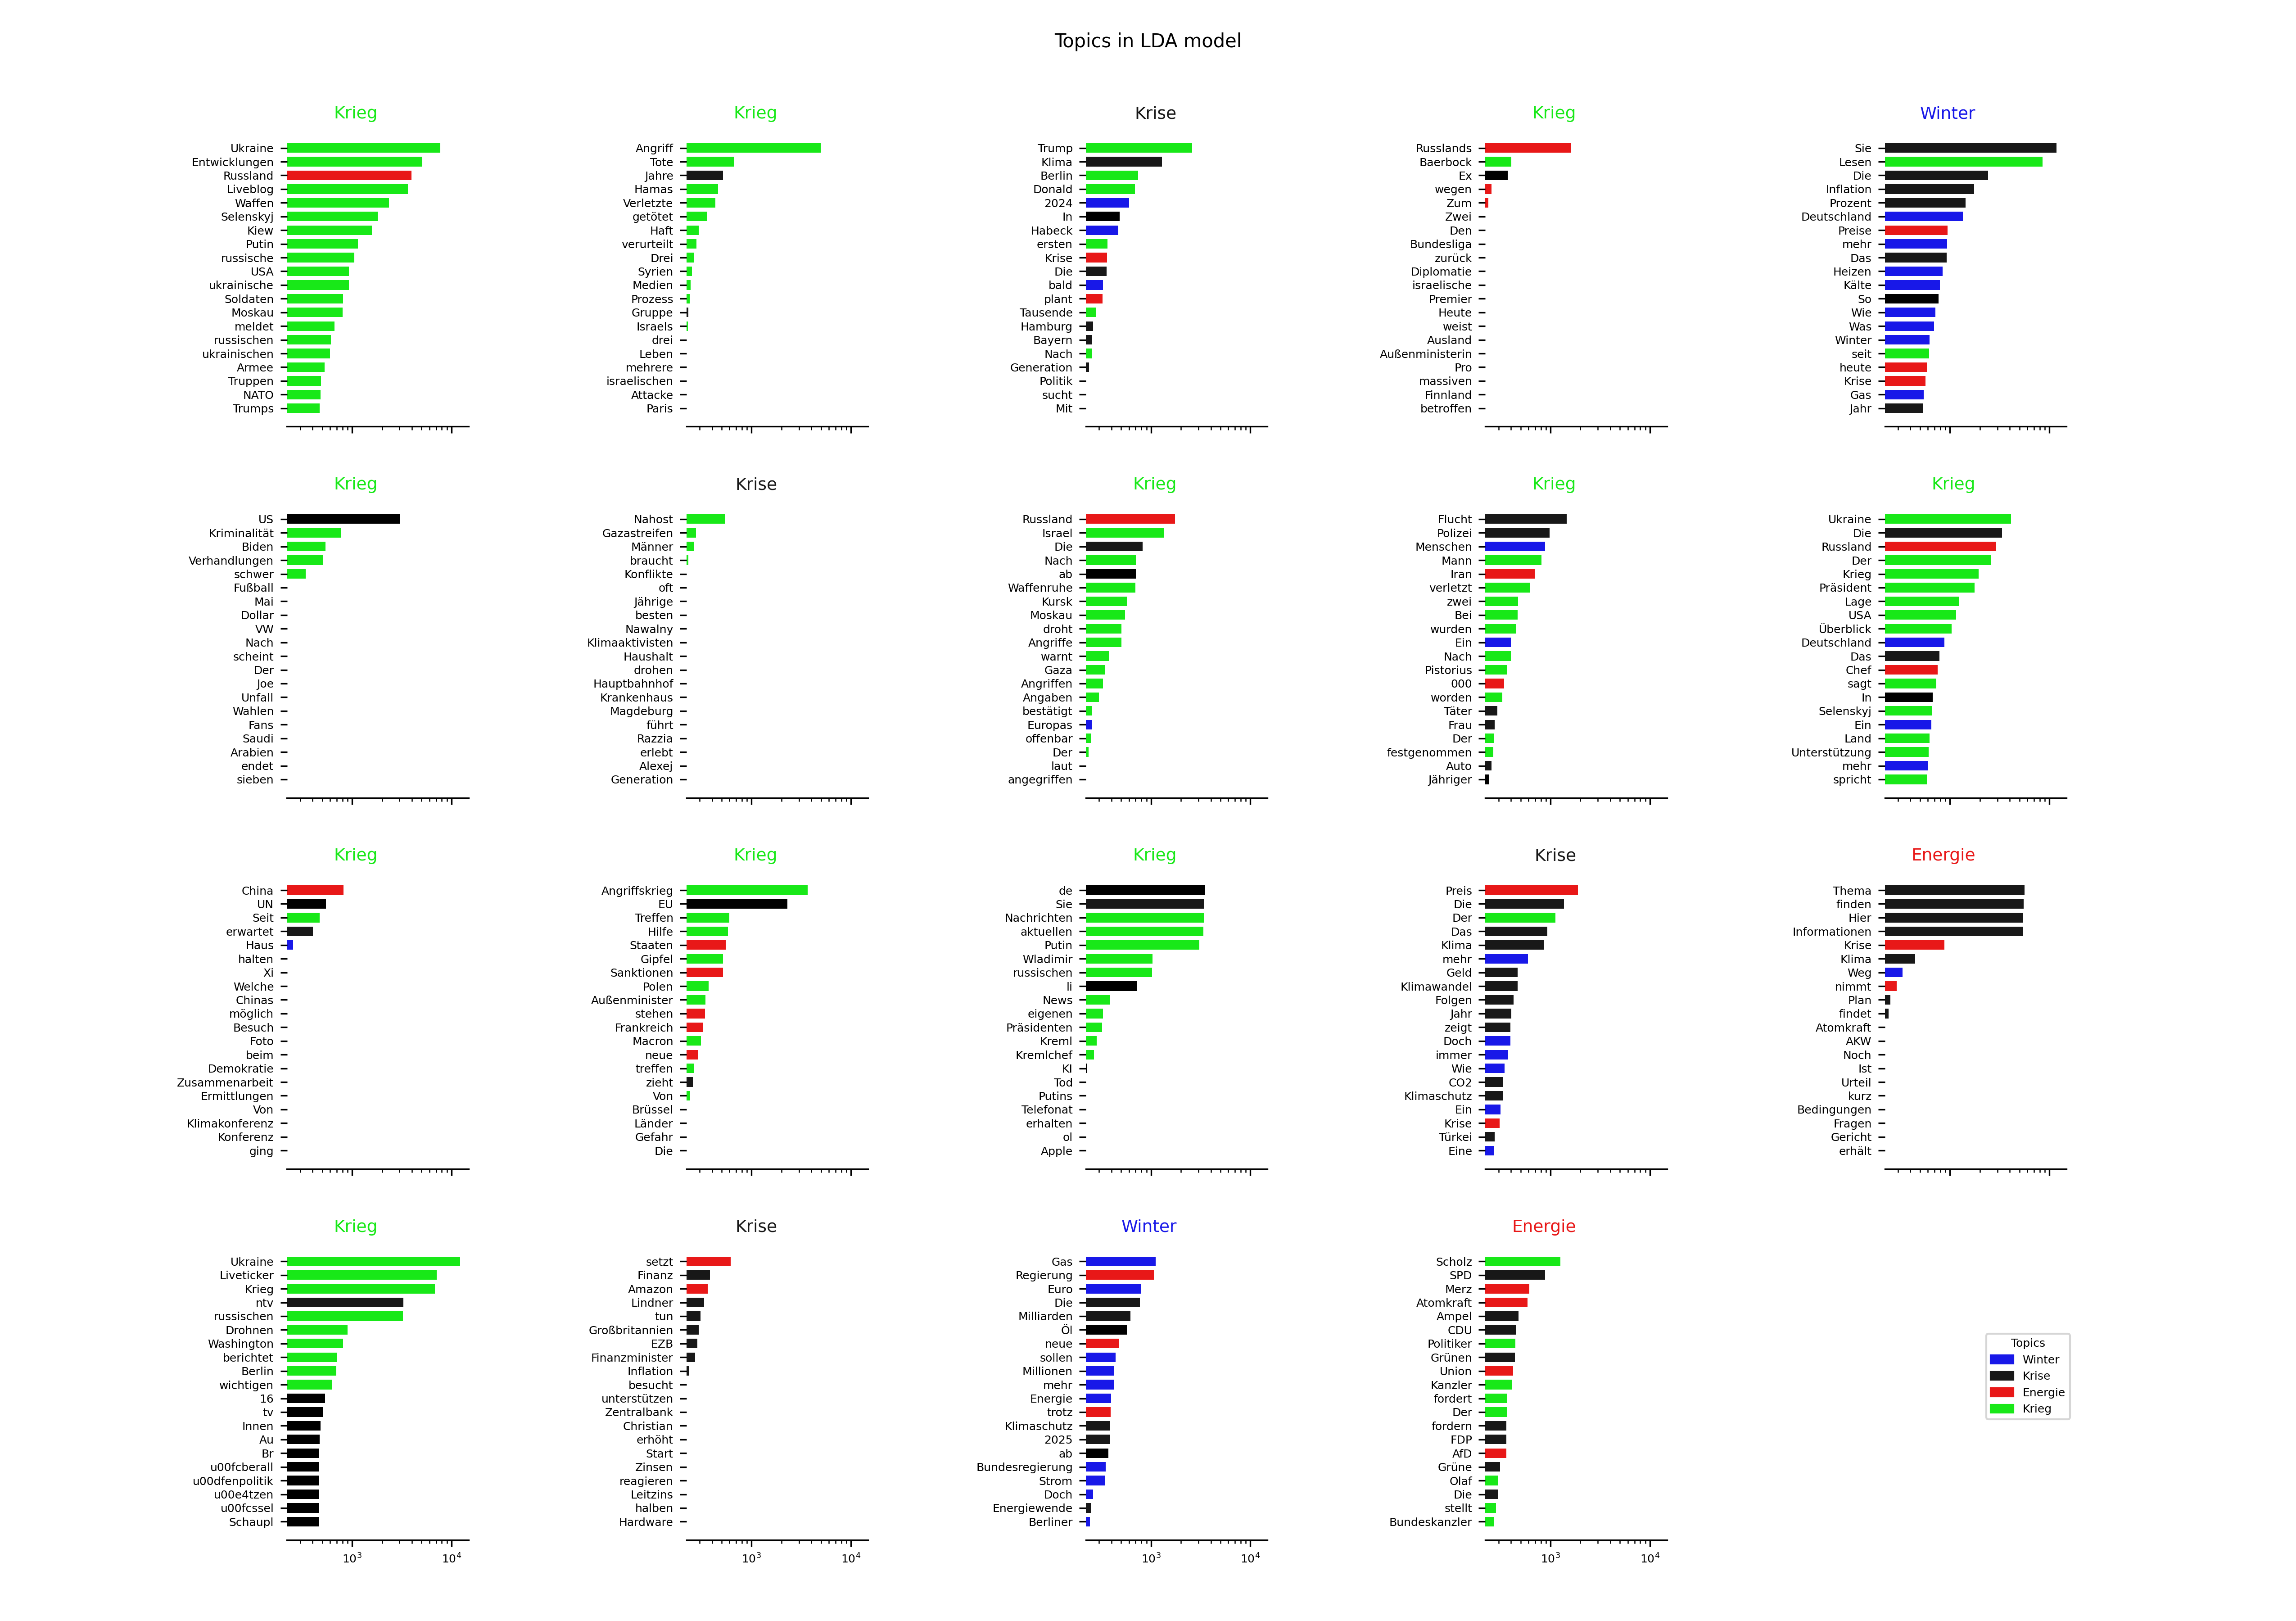 Topics in LDA model
Krieg
Ukraine
Entwicklungen
Russland
Liveblog
Waffen
Selenskyj
Kiew
Putin
russische
USA
ukrainische
Soldaten
Moskau
meldet
russischen
ukrainischen
Armee
Truppen
NATO
Trumps
Krieg
Angriff
Tote
Jahre
Hamas
Verletzte
getötet
Haft
verurteilt
Drei
Syrien
Medien
Prozess
Gruppe
Israels
drei
Leben
mehrere
israelischen
Attacke
Paris
Krise
Trump
Klima
Berlin
Donald
2024
In
Habeck
ersten
Krise
Die
bald
plant
Tausende
Hamburg
Bayern
Nach
Generation
Politik
sucht
Mit
Krieg
Russlands
Baerbock
Ex
wegen
Zum
Zwei
Den
Bundesliga
zurück
Diplomatie
israelische
Premier
Heute
weist
Ausland
Außenministerin
Pro
massiven
Finnland
betroffen
Winter
Sie
Lesen
Die
Inflation
Prozent
Deutschland
Preise
mehr
Das
Heizen
Kälte
So
Wie
Was
Winter
seit
heute
Krise
Gas
Jahr
Krieg
US
Kriminalität
Biden
Verhandlungen
schwer
Fußball
Mai
Dollar
VW
Nach
scheint
Der
Joe
Unfall
Wahlen
Fans
Saudi
Arabien
endet
sieben
Krise
Nahost
Gazastreifen
Männer
braucht
Konflikte
oft
Jährige
besten
Nawalny
Klimaaktivisten
Haushalt
drohen
Hauptbahnhof
Krankenhaus
Magdeburg
führt
Razzia
erlebt
Alexej
Generation
Krieg
Russland
Israel
Die
Nach
ab
Waffenruhe
Kursk
Moskau
droht
Angriffe
warnt
Gaza
Angriffen
Angaben
bestätigt
Europas
offenbar
Der
laut
angegriffen
Krieg
Flucht
Polizei
Menschen
Mann
Iran
verletzt
zwei
Bei
wurden
Ein
Nach
Pistorius
000
worden
Täter
Frau
Der
festgenommen
Auto
Jähriger
Krieg
Ukraine
Die
Russland
Der
Krieg
Präsident
Lage
USA
Überblick
Deutschland
Das
Chef
sagt
In
Selenskyj
Ein
Land
Unterstützung
mehr
spricht
Krieg
China
UN
Seit
erwartet
Haus
halten
Xi
Welche
Chinas
möglich
Besuch
Foto
beim
Demokratie
Zusammenarbeit
Ermittlungen
Von
Klimakonferenz
Konferenz
ging
Krieg
Angriffskrieg
EU
Treffen
Hilfe
Staaten
Gipfel
Sanktionen
Polen
Außenminister
stehen
Frankreich
Macron
neue
treffen
zieht
Von
Brüssel
Länder
Gefahr
Die
Krieg
de
Sie
Nachrichten
aktuellen
Putin
Wladimir
russischen
li
News
eigenen
Präsidenten
Kreml
Kremlchef
KI
Tod
Putins
Telefonat
erhalten
ol
Apple
Krise
Preis
Die
Der
Das
Klima
mehr
Geld
Klimawandel
Folgen
Jahr
zeigt
Doch
immer
Wie
CO2
Klimaschutz
Ein
Krise
Türkei
Eine
Energie
Thema
finden
Hier
Informationen
Krise
Klima
Weg
nimmt
Plan
findet
Atomkraft
AKW
Noch
Ist
Urteil
kurz
Bedingungen
Fragen
Gericht
erhält
Krieg
Ukraine
Liveticker
Krieg
ntv
russischen
Drohnen
Washington
berichtet
Berlin
wichtigen
16
tv
Innen
Au
Br
u00fcberall
u00dfenpolitik
u00e4tzen
u00fcssel
Schaupl
10³ 10⁴
Krise
setzt
Finanz
Amazon
Lindner
tun
Großbritannien
EZB
Finanzminister
Inflation
besucht
unterstützen
Zentralbank
Christian
erhöht
Start
Zinsen
reagieren
Leitzins
halben
Hardware
10³ 10⁴
Winter
Gas
Regierung
Euro
Die
Milliarden
Öl
neue
sollen
Millionen
mehr
Energie
trotz
Klimaschutz
2025
ab
Bundesregierung
Strom
Doch
Energiewende
Berliner
10³ 10⁴
Energie
Scholz
SPD
Merz
Atomkraft
Ampel
CDU
Politiker
Grünen
Union
Kanzler
fordert
Der
fordern
FDP
AfD
Grüne
Olaf
Die
stellt
Bundeskanzler
10³ 10⁴
Topics
Winter
Krise
Energie
Krieg